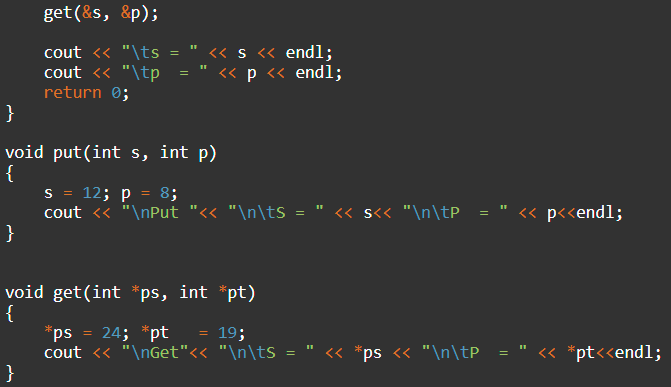 get(&s, &p);
cout << "\ts = " << s << endl;
cout << "\tp  = " << p << endl;
return 0;
}
void put(int s, int p)
{
s = 12; p = 8;
cout << "\nPut "<< "\n\tS = " << s<< "\n\tP  = " << p<<endl;
}
void get(int *ps, int *pt)
{
*ps = 24; *pt   = 19;
cout << "\nGet"<< "\n\tS = " << *ps << "\n\tP  = " << *pt<<endl;
}